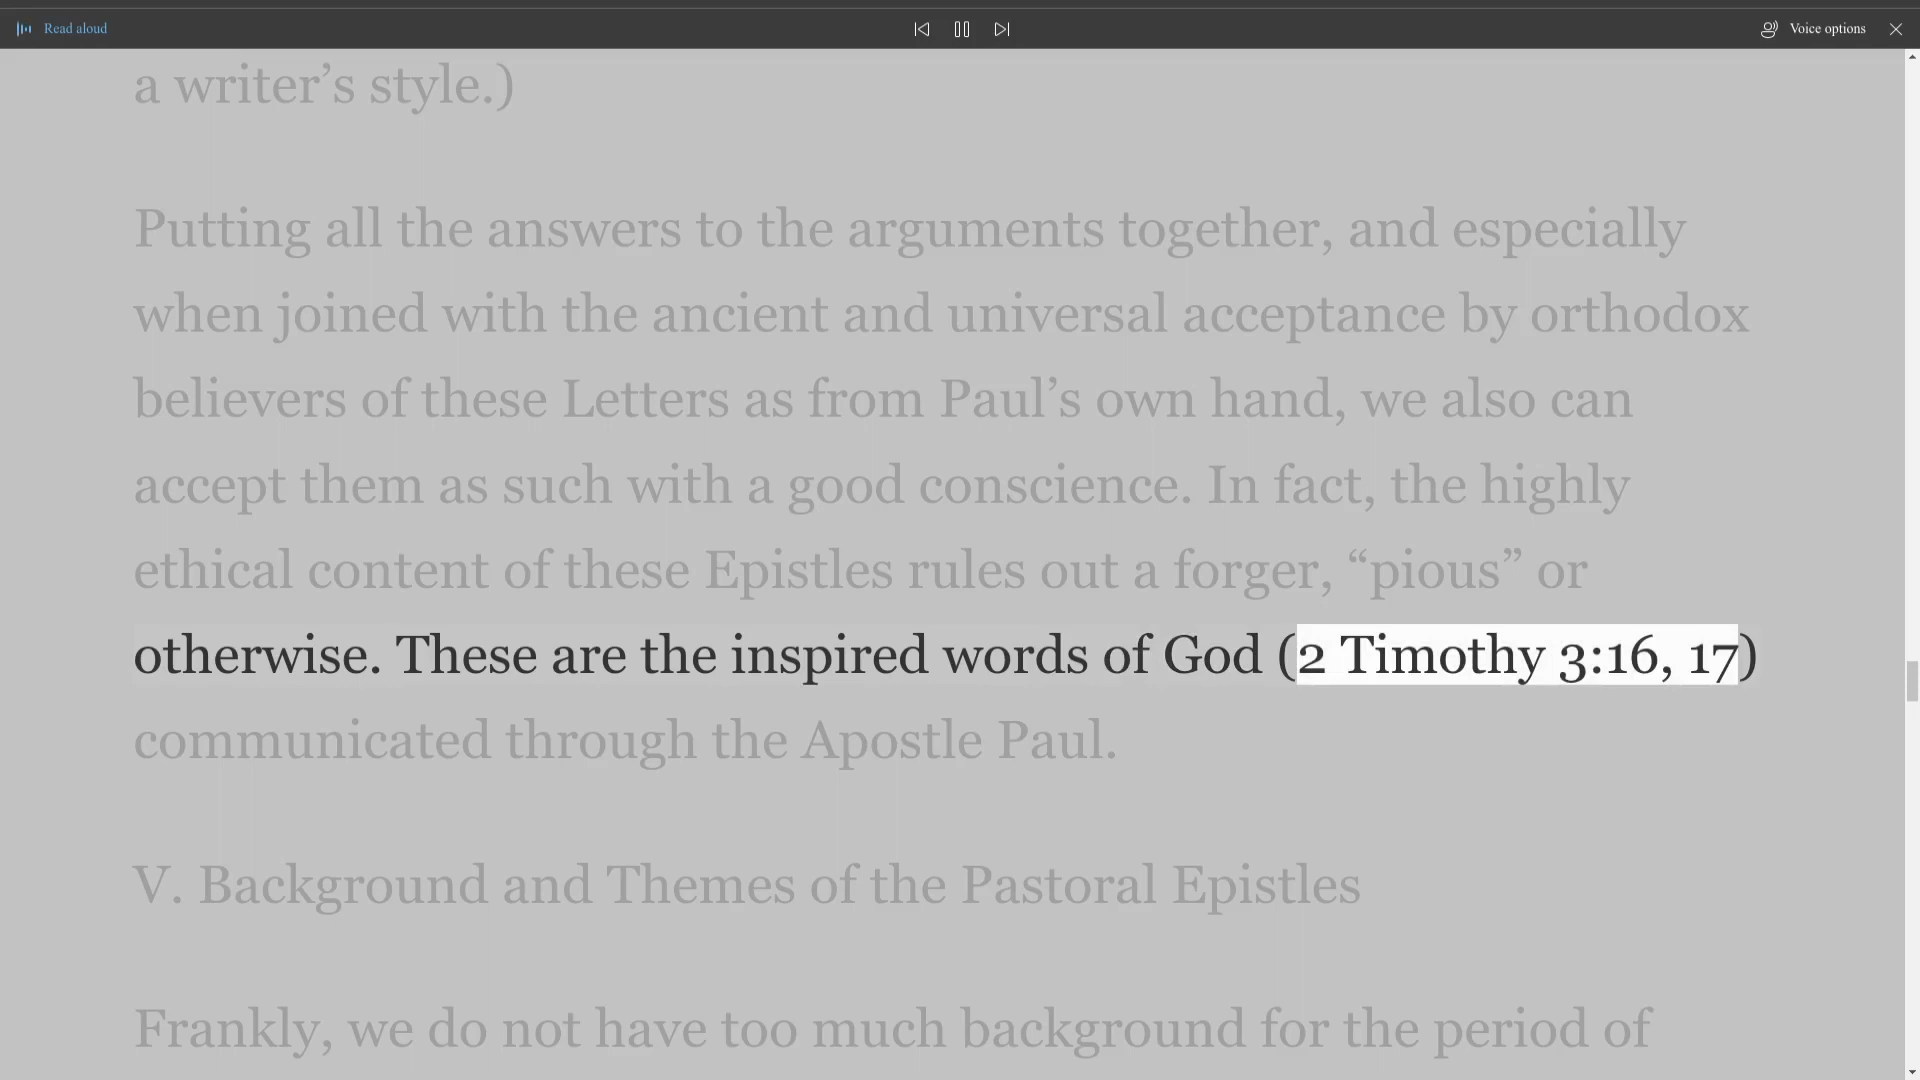 Read aloud
Voice options
a writer’s style.)
Putting all the answers to the arguments together, and especially
when joined with the ancient and universal acceptance by orthodox
believers of these Letters as from Paul’s own hand, we also can
accept them as such with a good conscience. In fact, the highly
ethical content of these Epistles rules out a forger, “pious” or
otherwise. These are the inspired words of God (2 Timothy 3:16, 17)
communicated through the Apostle Paul.
V. Background and Themes of the Pastoral Epistles
Frankly, we do not have too much background for the period of